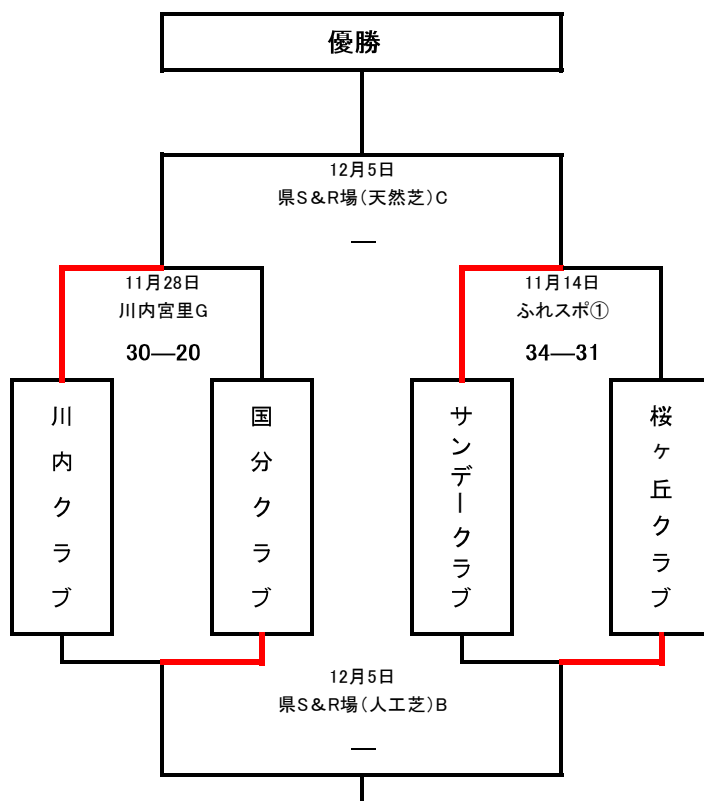 優勝
12月5日
県S&R場(天然芝)C
―
11月28日
川内宮里G
30―20
11月14日
ふれスポ①
34―31
川内クラブ
国分クラブ
サンデークラブ
桜ヶ丘クラブ
12月5日
県S&R場(人工芝)B
―